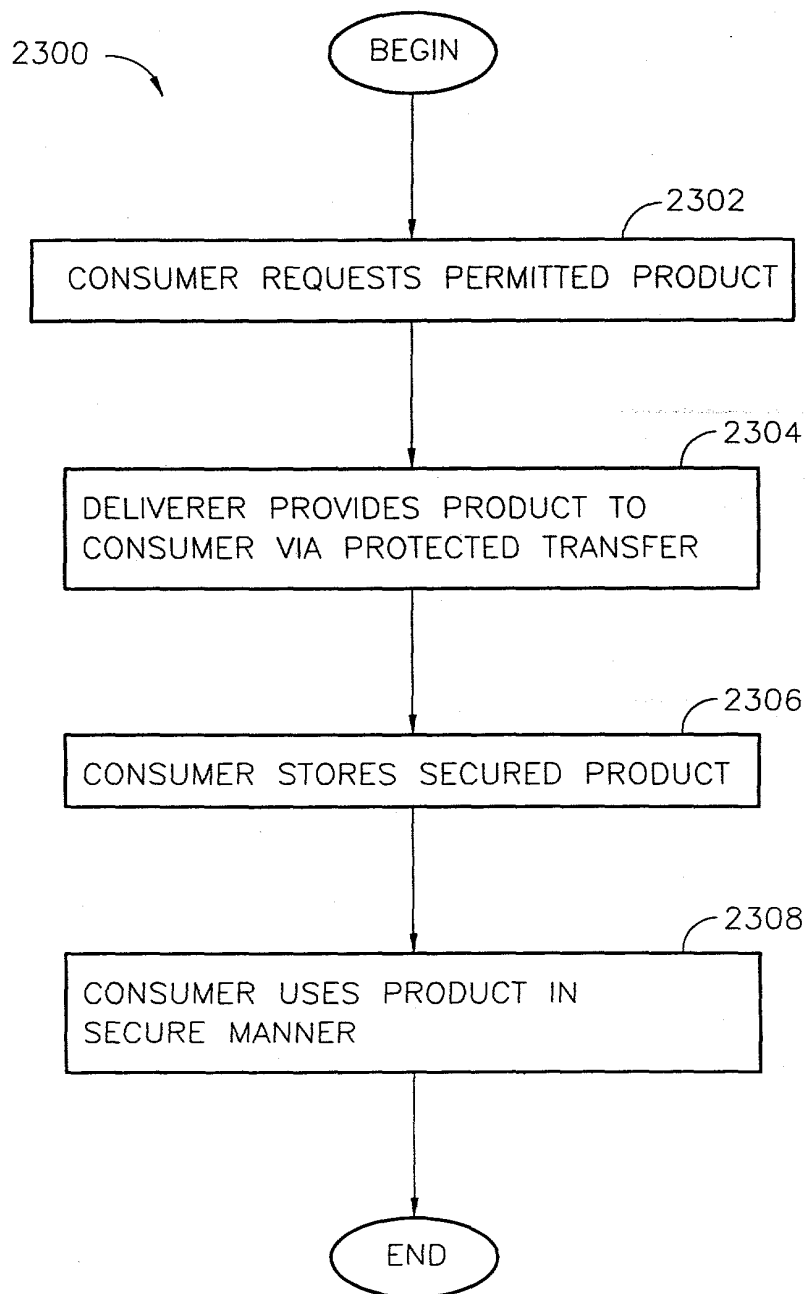 2300
BEGIN
2302
CONSUMER REQUESTS PERMITTED PRODUCT
2304
DELIVERER PROVIDES PRODUCT TO
CONSUMER VIA PROTECTED TRANSFER
2306
CONSUMER STORES SECURED PRODUCT
2308
CONSUMER USES PRODUCT IN
SECURE MANNER
END